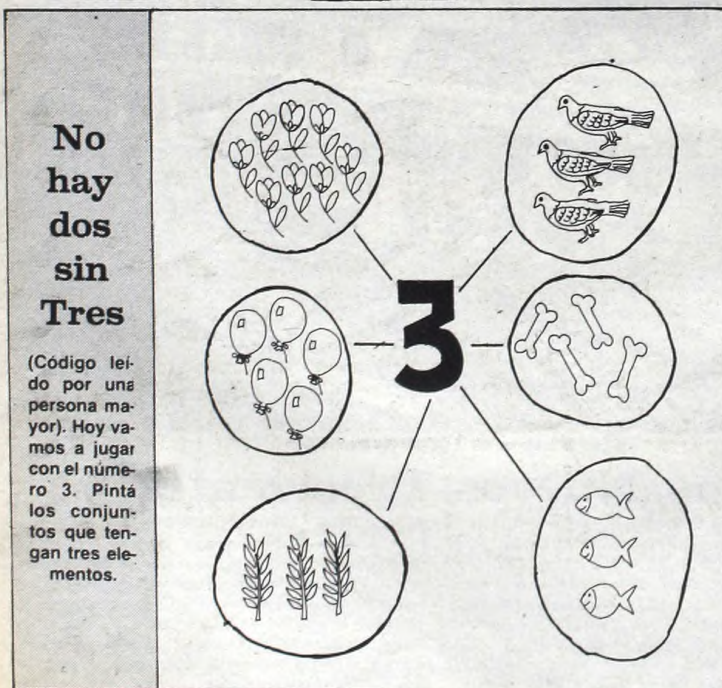 No
hay
dos
sin
Tres
(Código leí-
do por una
persona ma-
yor). Hoy va-
mos a jugar
con el núme-
ro 3. Pintá
los conjun-
tos que ten-
gan tres ele-
mentos.
3